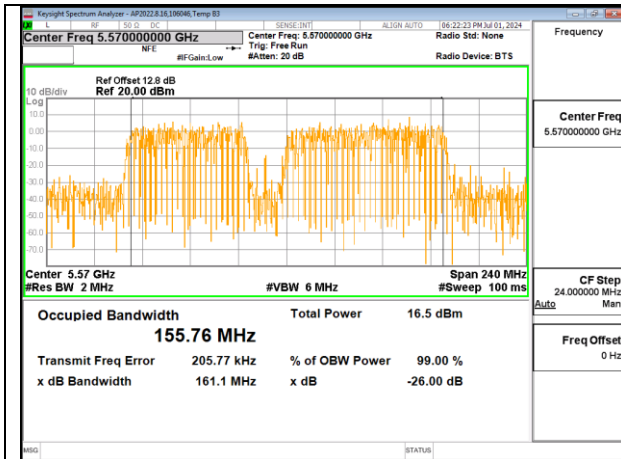 Keysight Spectrum Analyzer - AP2022.8.16,106046,Temp B3
L RF 50 Ω DC SENSE:INT ALIGN AUTO 06:22:23 PM Jul 01, 2024
Center Freq 5.570000000 GHz
Center Freq: 5.570000000 GHz
Radio Std: None
NFE
Trig: Free Run
#IFGain:Low
#Atten: 20 dB
Radio Device: BTS
Ref Offset 12.8 dB
10 dB/div
Ref 20.00 dBm
Log
10.0
0.00
-10.0
-20.0
-30.0
-40.0
-50.0
-60.0
-70.0
Center 5.57 GHz
Span 240 MHz
#Res BW 2 MHz
#VBW 6 MHz
#Sweep 100 ms
Occupied Bandwidth
Total Power 16.5 dBm
155.76 MHz
Transmit Freq Error 205.77 kHz
% of OBW Power 99.00 %
x dB Bandwidth 161.1 MHz
x dB -26.00 dB
MSG
STATUS
Frequency
Center Freq
5.570000000 GHz
CF Step
24.000000 MHz
Auto Man
Freq Offset
0 Hz